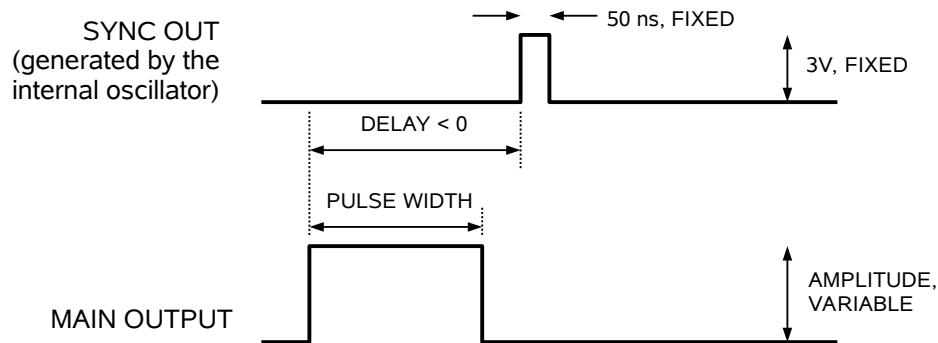 50 ns, FIXED
SYNC OUT
(generated by the
internal oscillator)
3V, FIXED
DELAY < 0
PULSE WIDTH
AMPLITUDE,
VARIABLE
MAIN OUTPUT